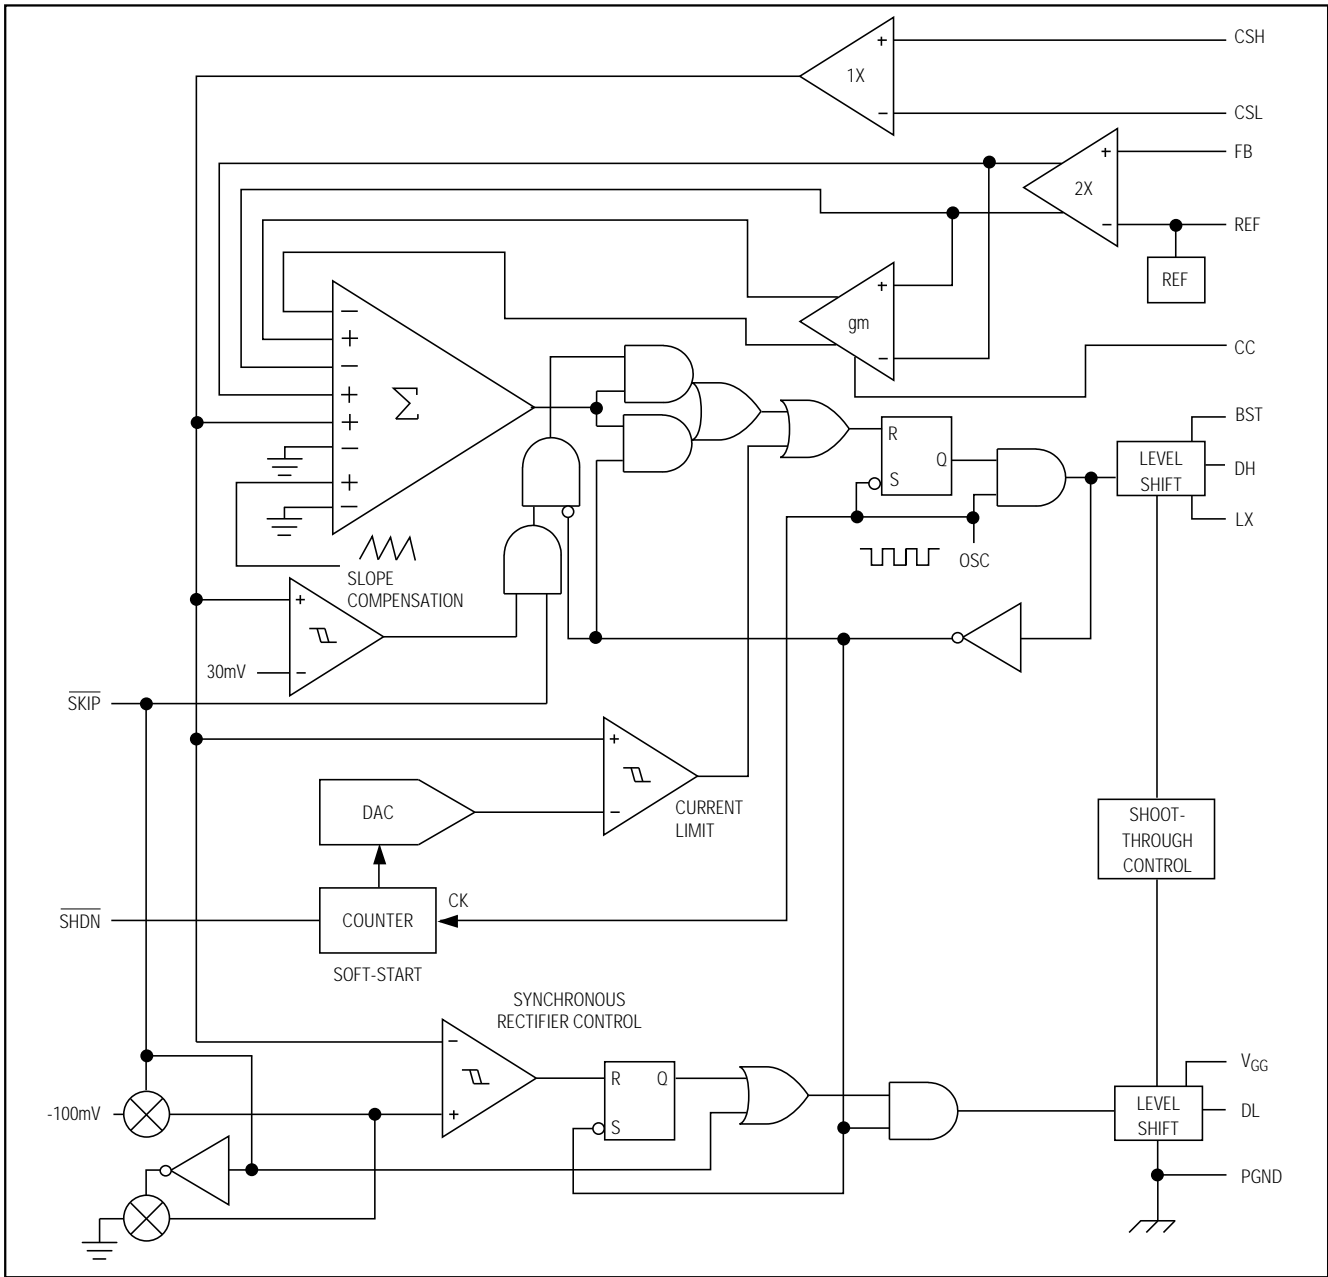 CSH
1X
CSL
FB
2X
REF
REF
gm
CC
Σ
R
Q
S
BST
LEVEL
SHIFT
DH
LX
OSC
SLOPE
COMPENSATION
30mV
SKIP
DAC
CURRENT
LIMIT
SHOOT-
THROUGH
CONTROL
CK
SHDN
COUNTER
SOFT-START
SYNCHRONOUS
RECTIFIER CONTROL
R
Q
S
-100mV
VGG
LEVEL
SHIFT
DL
PGND